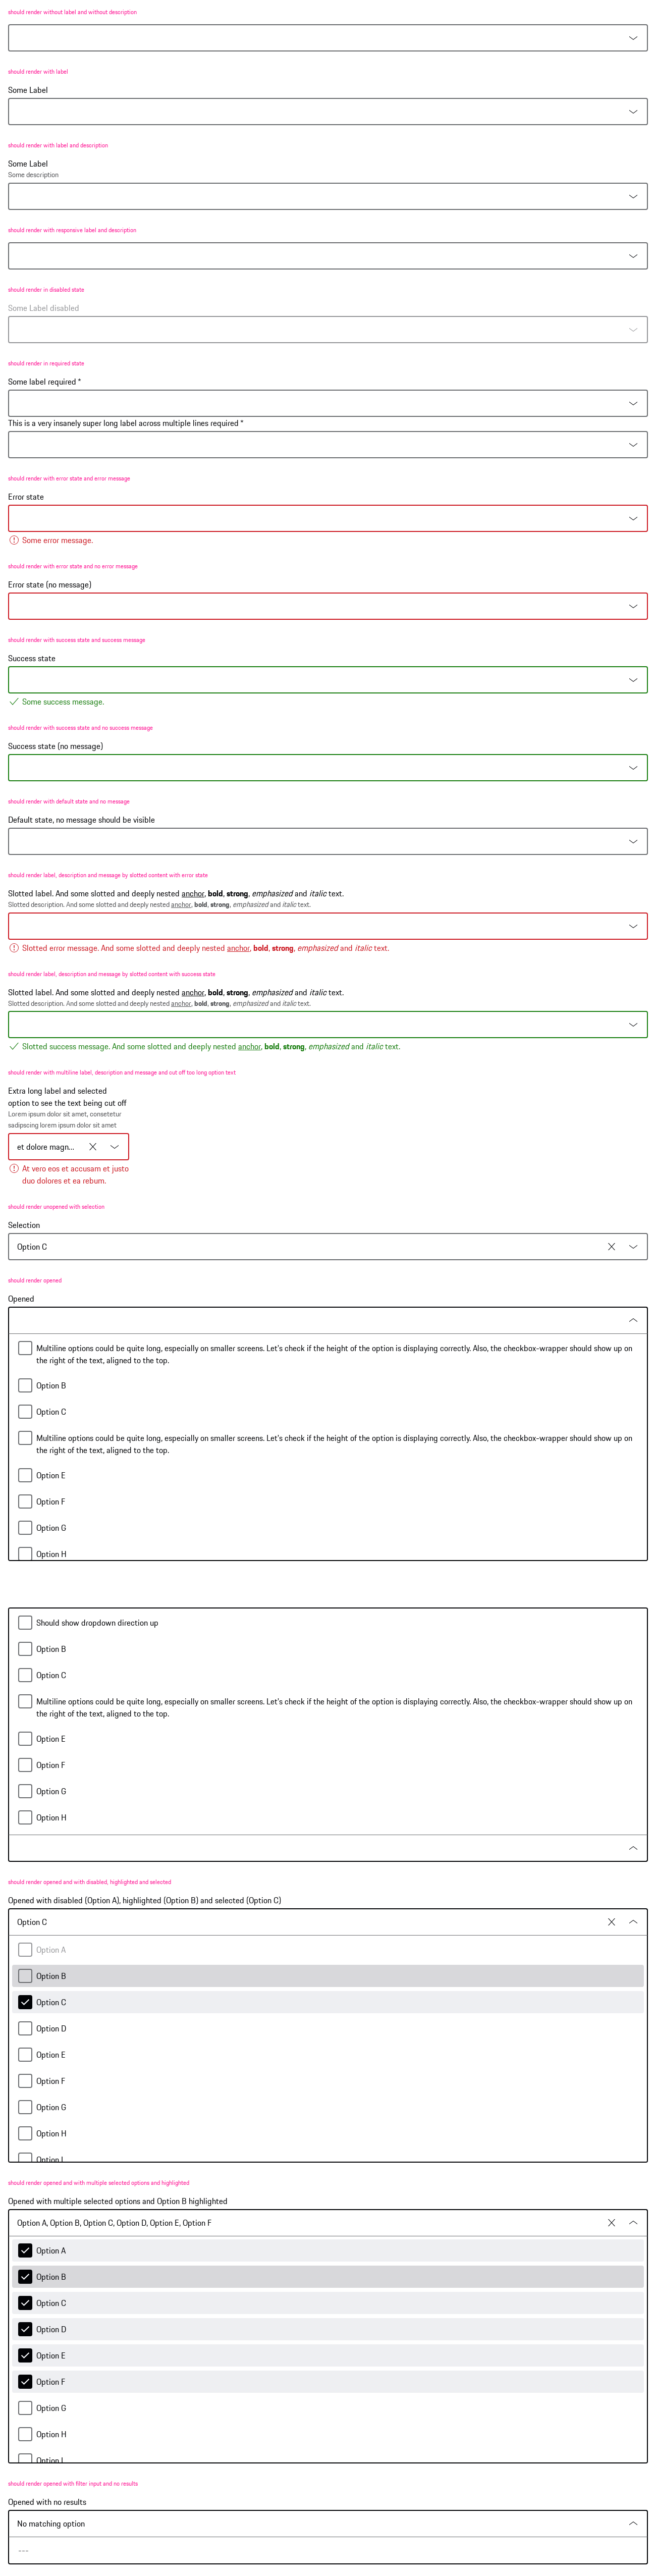 should render without label and without description
should render with label
Some Label
should render with label and description
Some Label
Some description
should render with responsive label and description
should render in disabled state
Some Label disabled
should render in required state
Some label required *
This is a very insanely super long label across multiple lines required *
should render with error state and error message
Error state
Some error message.
should render with error state and no error message
Error state (no message)
should render with success state and success message
Success state
Some success message.
should render with success state and no success message
Success state (no message)
should render with default state and no message
Default state, no message should be visible
should render label, description and message by slotted content with error state
Slotted label. And some slotted and deeply nested anchor, bold, strong, emphasized and italic text.
Slotted description. And some slotted and deeply nested anchor, bold, strong, emphasized and italic text.
Slotted error message. And some slotted and deeply nested anchor, bold, strong, emphasized and italic text.
should render label, description and message by slotted content with success state
Slotted label. And some slotted and deeply nested anchor, bold, strong, emphasized and italic text.
Slotted description. And some slotted and deeply nested anchor, bold, strong, emphasized and italic text.
Slotted success message. And some slotted and deeply nested anchor, bold, strong, emphasized and italic text.
should render with multiline label, description and message and cut off too long option text
Extra long label and selected
option to see the text being cut off
Lorem ipsum dolor sit amet, consetetur
sadipscing lorem ipsum dolor sit amet
et dolore magn...
At vero eos et accusam et justo
duo dolores et ea rebum.
should render unopened with selection
Selection
Option C
should render opened
Opened
Multiline options could be quite long, especially on smaller screens. Let's check if the height of the option is displaying correctly. Also, the checkbox-wrapper should show up on
the right of the text, aligned to the top.
Option B
Option C
Multiline options could be quite long, especially on smaller screens. Let's check if the height of the option is displaying correctly. Also, the checkbox-wrapper should show up on
the right of the text, aligned to the top.
Option E
Option F
Option G
Option H
Should show dropdown direction up
Option B
Option C
Multiline options could be quite long, especially on smaller screens. Let's check if the height of the option is displaying correctly. Also, the checkbox-wrapper should show up on
the right of the text, aligned to the top.
Option E
Option F
Option G
Option H
should render opened and with disabled, highlighted and selected
Opened with disabled (Option A), highlighted (Option B) and selected (Option C)
Option C
Option A
Option B
Option C
Option D
Option E
Option F
Option G
Option H
Option I
should render opened and with multiple selected options and highlighted
Opened with multiple selected options and Option B highlighted
Option A, Option B, Option C, Option D, Option E, Option F
Option A
Option B
Option C
Option D
Option E
Option F
Option G
Option H
Option I
should render opened with filter input and no results
Opened with no results
No matching option
---